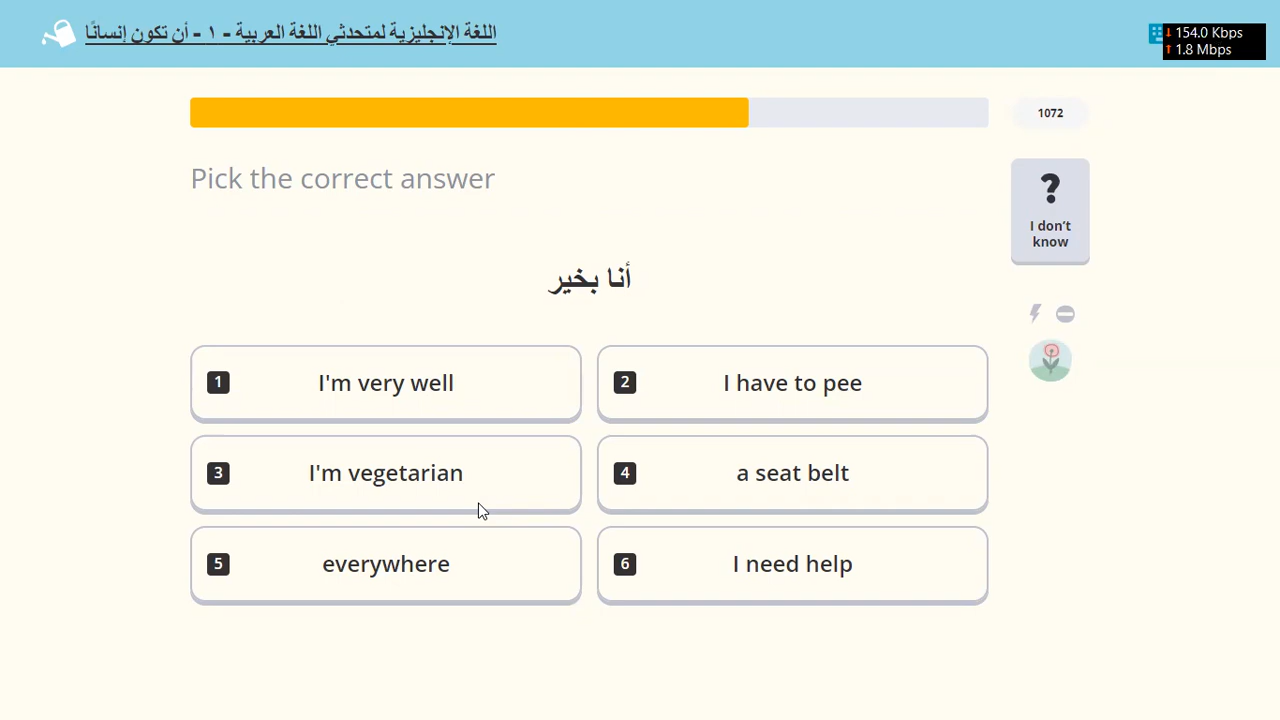 اللغة الإنجليزية لمتحدثي اللغة العربية - ١ - أن تكون إنسانًا
↓ 154.0 Kbps
↑ 1.8 Mbps
1072
Pick the correct answer
?
I don't
know
أنا بخير
1 I'm very well
2 I have to pee
3 I'm vegetarian
4 a seat belt
5 everywhere
6 I need help